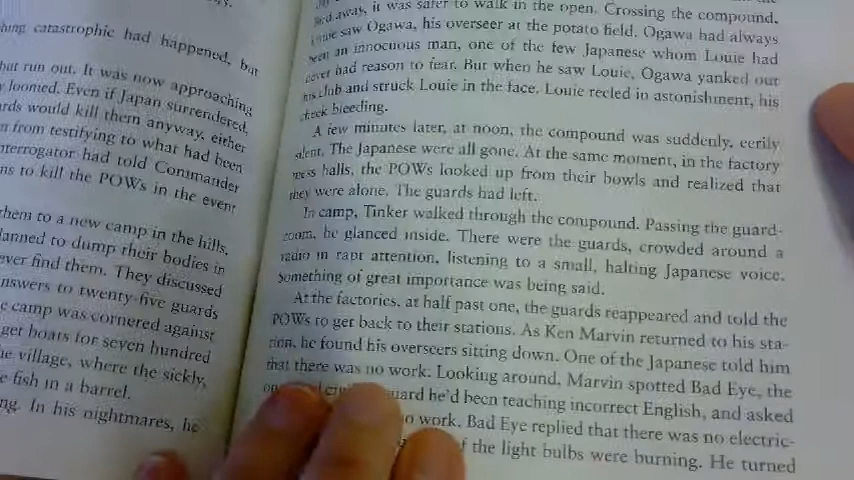 hing catastrophic had happened, but
but run out. It was now approaching
y loomed. Even if Japan surrendered,
rds would kill them anyway, either
n from testifying to what had been
nterrogator had told Commander
ns to kill the POWs in the event
them to a new camp in the hills,
lanned to dump their bodies in
ever find them. They discussed
nswers to twenty-five guards
e camp was cornered against
get boats for seven hundred
e village, where the sickly,
e fish in a barrel.
ng. In his nightmares, he
away, it was safer to walk in the open. Crossing the compound,
saw Ogawa, his overseer at the potato field. Ogawa had always
been an innocuous man, one of the few Japanese whom Louie had
never had reason to fear. But when he saw Louie, Ogawa yanked out
his club and struck Louie in the face. Louie reeled in astonishment, his
cheek bleeding.
A few minutes later, at noon, the compound was suddenly, eerily
silent. The Japanese were all gone. At the same moment, in the factory
mess halls, the POWs looked up from their bowls and realized that
they were alone. The guards had left.
In camp, Tinker walked through the compound. Passing the guard-
room, he glanced inside. There were the guards, crowded around a
radio in rapt attention, listening to a small, halting Japanese voice.
Something of great importance was being said.
At the factories, at half past one, the guards reappeared and told the
POWs to get back to their stations. As Ken Marvin returned to his sta-
tion, he found his overseers sitting down. One of the Japanese told him
that there was no work. Looking around, Marvin spotted Bad Eye, the
guard he'd been teaching incorrect English, and asked
no work. Bad Eye replied that there was no electric-
of the light bulbs were burning. He turned